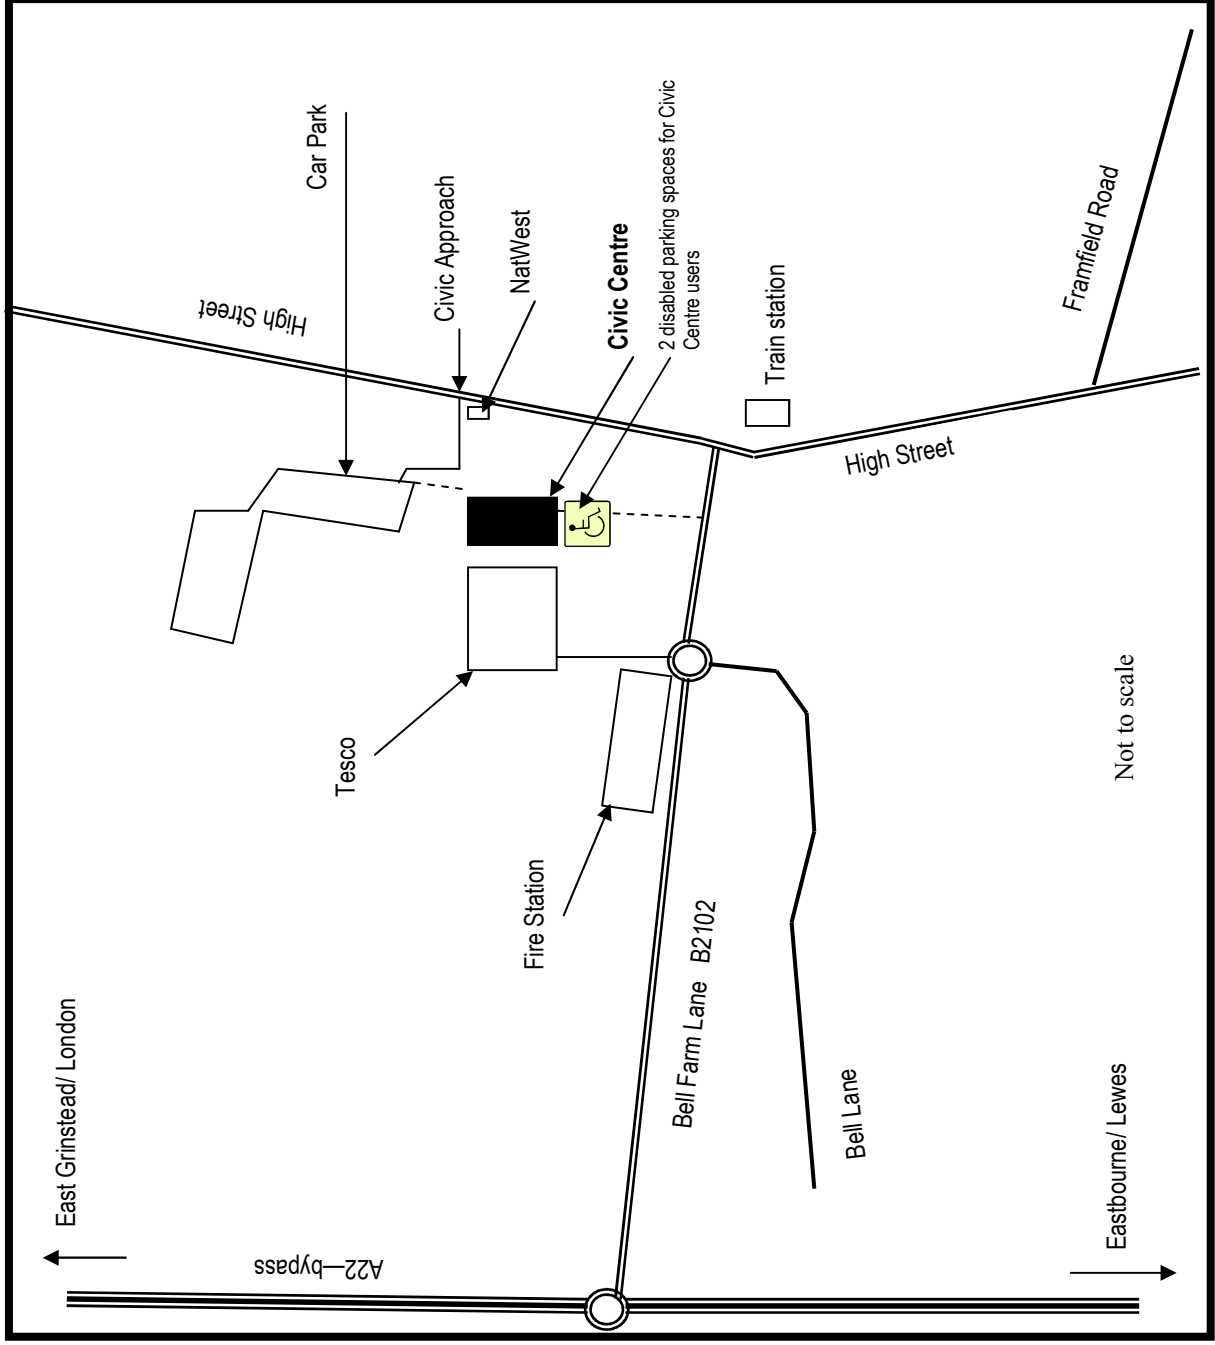 East Grinstead/ London
A22—bypass
Eastbourne/ Lewes
Tesco
Fire Station
Bell Farm Lane   B2102
Bell Lane
Not to scale
Car Park
High Street
Civic Approach
NatWest
Civic Centre
2 disabled parking spaces for Civic
Centre users
Train station
High Street
Framfield Road